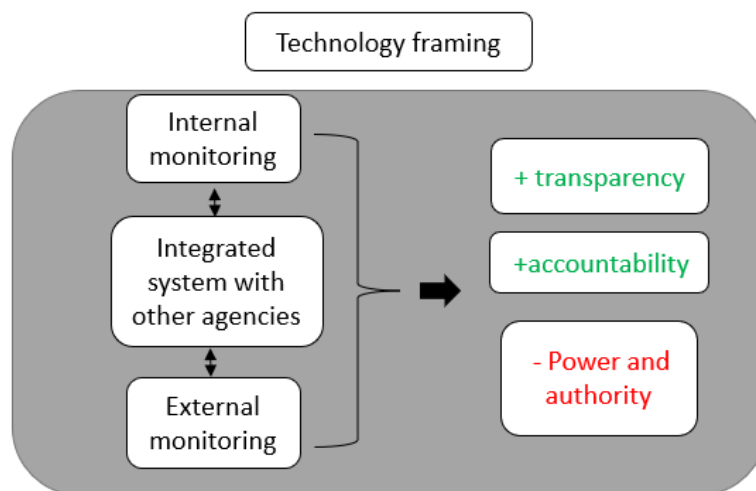 Technology framing
Internal
monitoring
Integrated
system with
other agencies
External
monitoring
+ transparency
+accountability
- Power and
authority